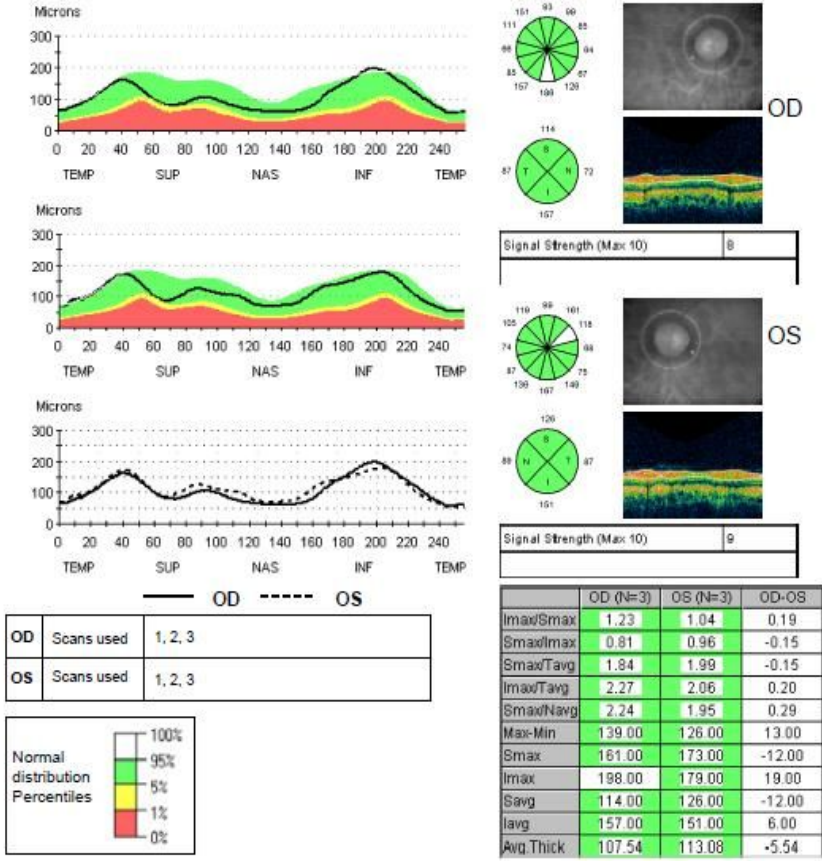 Microns
300
200
100
0
0 20 40 60 80 100 120 140 160 180 200 220 240
TEMP SUP NAS INF TEMP
151 93 99
111 85
66 64
85 67
157 186 128
OD
114
S
87 T N 72
I
157
Signal Strength (Max 10) 8
Microns
300
200
100
0
0 20 40 60 80 100 120 140 160 180 200 220 240
TEMP SUP NAS INF TEMP
119 99 161
105 118
74 68
87 75
136 167 149
OS
126
S
89 N T 87
I
151
Signal Strength (Max 10) 9
Microns
300
200
100
0
0 20 40 60 80 100 120 140 160 180 200 220 240
TEMP SUP NAS INF TEMP
OD OS
OD Scans used 1, 2, 3
OS Scans used 1, 2, 3
Normal
distribution
Percentiles
100%
95%
5%
1%
0%
OD (N=3) OS (N=3) OD-OS
Imax/Smax 1.23 1.04 0.19
Smax/Imax 0.81 0.96 -0.15
Smax/Tavg 1.84 1.99 -0.15
Imax/Tavg 2.27 2.06 0.20
Smax/Navg 2.24 1.95 0.29
Max-Min 139.00 126.00 13.00
Smax 161.00 173.00 -12.00
Imax 198.00 179.00 19.00
Savg 114.00 126.00 -12.00
Iavg 157.00 151.00 6.00
Avg.Thick 107.54 113.08 -5.54